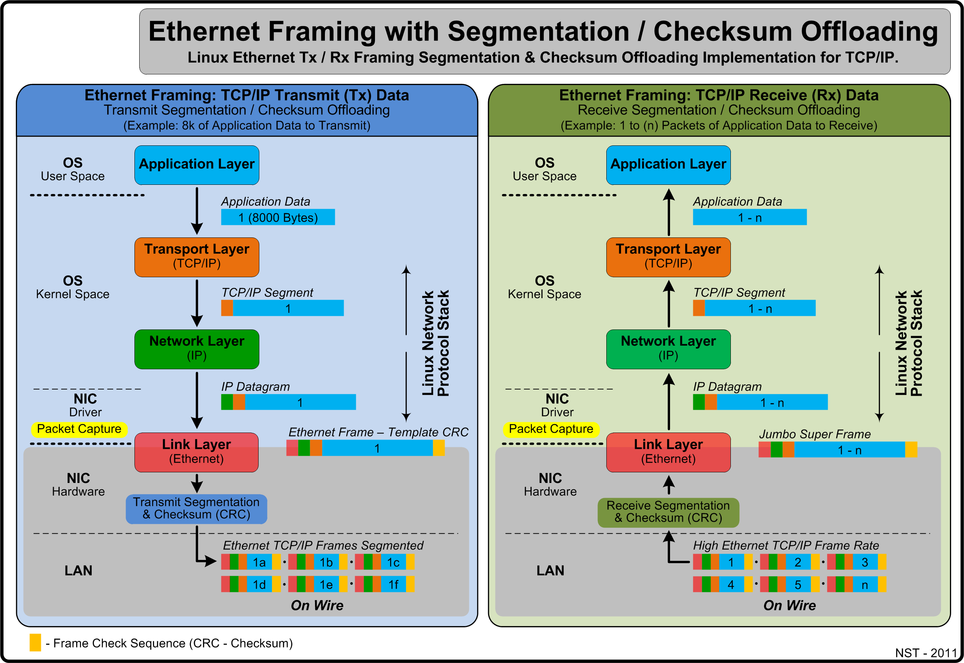 Ethernet Framing with Segmentation / Checksum Offloading
Linux Ethernet Tx / Rx Framing Segmentation & Checksum Offloading Implementation for TCP/IP.
Ethernet Framing: TCP/IP Transmit (Tx) Data
Transmit Segmentation / Checksum Offloading
(Example: 8k of Application Data to Transmit)
OS
User Space
Application Layer
Application Data
1 (8000 Bytes)
Transport Layer
(TCP/IP)
OS
Kernel Space
TCP/IP Segment
1
Network Layer
(IP)
Linux Network
Protocol Stack
IP Datagram
1
NIC
Driver
Packet Capture
Link Layer
(Ethernet)
Ethernet Frame – Template CRC
1
NIC
Hardware
Transmit Segmentation
& Checksum (CRC)
LAN
Ethernet TCP/IP Frames Segmented
1a • 1b • 1c
1d • 1e • 1f
On Wire
Ethernet Framing: TCP/IP Receive (Rx) Data
Receive Segmentation / Checksum Offloading
(Example: 1 to (n) Packets of Application Data to Receive)
OS
User Space
Application Layer
Application Data
1 - n
Transport Layer
(TCP/IP)
OS
Kernel Space
TCP/IP Segment
1 - n
Network Layer
(IP)
Linux Network
Protocol Stack
IP Datagram
1 - n
NIC
Driver
Packet Capture
Link Layer
(Ethernet)
Jumbo Super Frame
1 - n
NIC
Hardware
Receive Segmentation
& Checksum (CRC)
LAN
High Ethernet TCP/IP Frame Rate
1 • 2 • 3
4 • 5 • n
On Wire
- Frame Check Sequence (CRC - Checksum)
NST - 2011